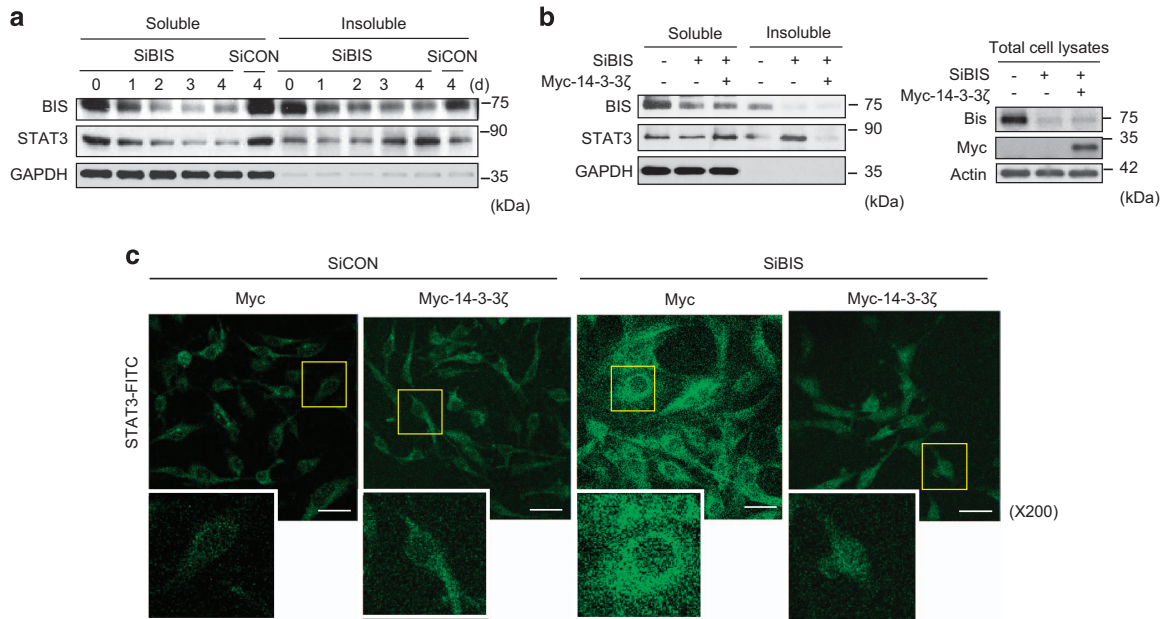 a
Soluble Insoluble
SiBIS SiCON SiBIS SiCON
0 1 2 3 4 4 0 1 2 3 4 4 (d)
BIS 75
STAT3 90
GAPDH 35
(kDa)
b
Soluble Insoluble
SiBIS - + + - + +
Myc-14-3-3ζ - - + - - +
BIS 75
STAT3 90
GAPDH 35
(kDa)
Total cell lysates
SiBIS - + +
Myc-14-3-3ζ - - +
Bis 75
35
Myc
42
Actin
(kDa)
c
SiCON SiBIS
Myc Myc-14-3-3ζ Myc Myc-14-3-3ζ
STAT3-FITC
(X200)